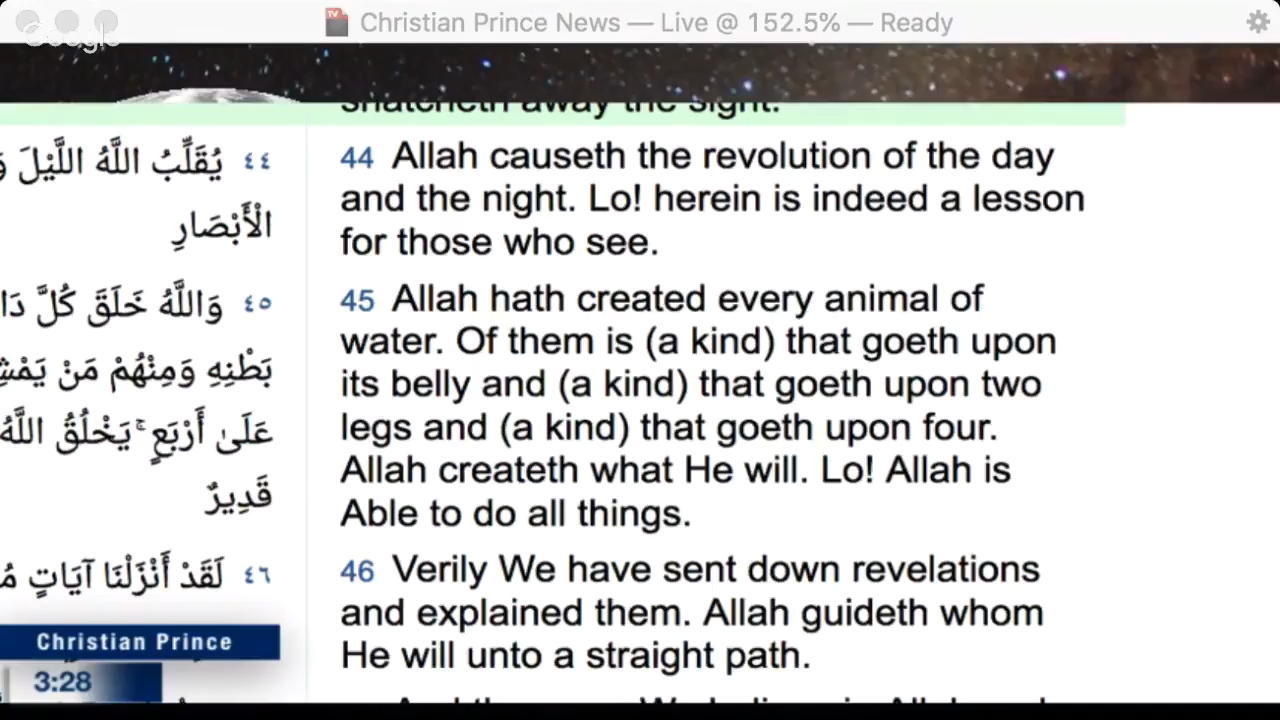 Christian Prince News — Live @ 152.5% — Ready
Google
snatcheth away the sight.
44 Allah causeth the revolution of the day
and the night. Lo! herein is indeed a lesson
for those who see.
45 Allah hath created every animal of
water. Of them is (a kind) that goeth upon
its belly and (a kind) that goeth upon two
legs and (a kind) that goeth upon four.
Allah createth what He will. Lo! Allah is
Able to do all things.
46 Verily We have sent down revelations
and explained them. Allah guideth whom
He will unto a straight path.
٤٤ يُقَلِّبُ اللَّهُ اللَّيْلَ
الْأَبْصَارِ
٤٥ وَاللَّهُ خَلَقَ كُلَّ
بَطْنِهِ وَمِنْهُمْ مَنْ
عَلَىٰ أَرْبَعٍ ۚ يَخْلُقُ اللَّهُ
قَدِيرٌ
٤٦ لَقَدْ أَنْزَلْنَا آيَاتٍ
Christian Prince
3:28